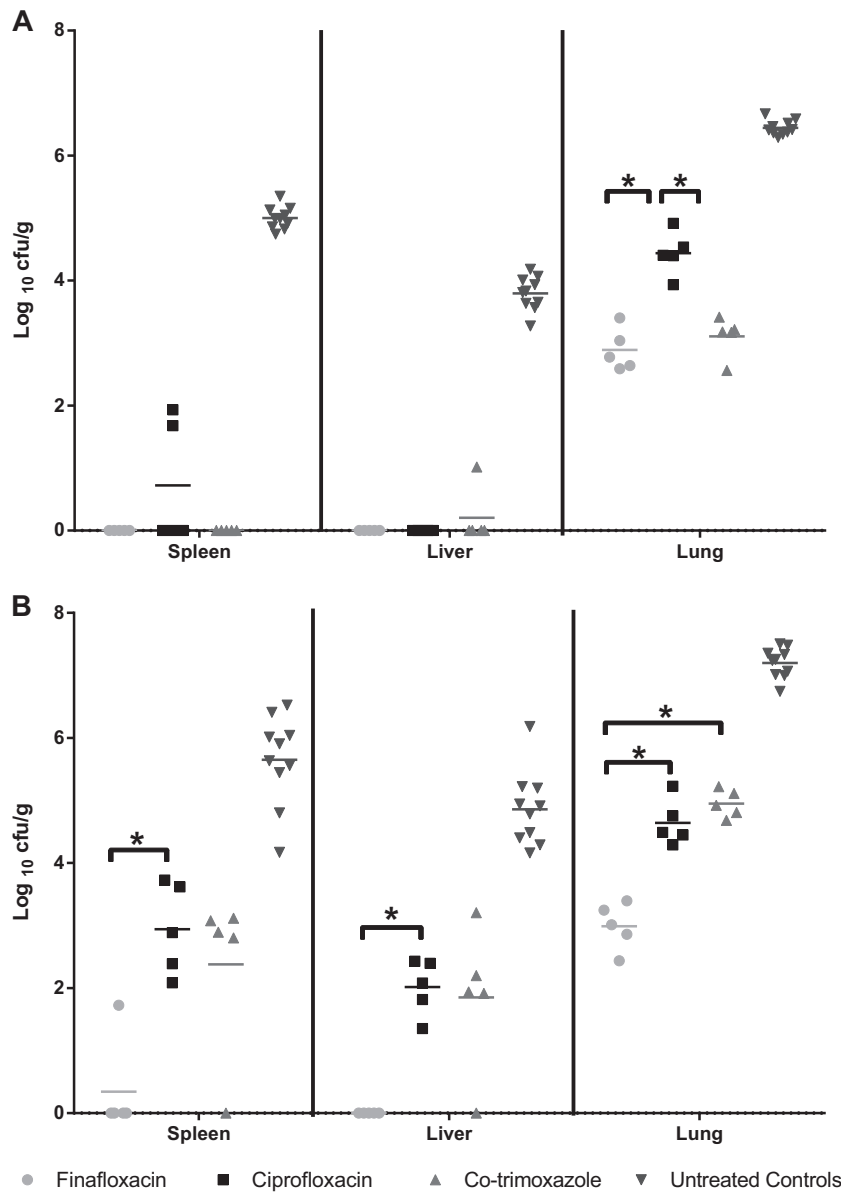 A
8
6
4
2
0
Log 10 cfu/g
* *
Spleen Liver Lung
B
8
6
4
2
0
Log 10 cfu/g
*
*
*
*
Spleen Liver Lung
Finafloxacin Ciprofloxacin Co-trimoxazole Untreated Controls